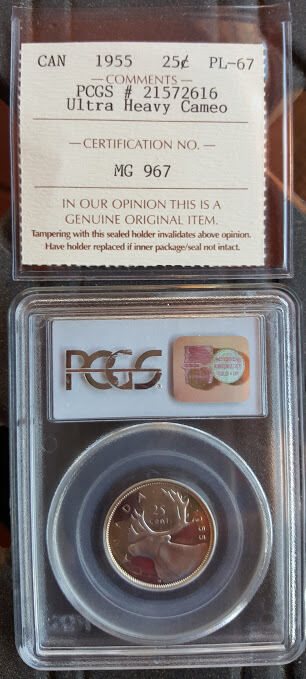 CAN 1955 25¢ PL-67
— COMMENTS —
PCGS # 21572616
Ultra Heavy Cameo
— CERTIFICATION NO. —
MG 967
IN OUR OPINION THIS IS A
GENUINE ORIGINAL ITEM.
Tampering with this sealed holder invalidates above opinion.
Have holder replaced if inner package/seal not intact.
PCGS
CANADA
25
cents
1955